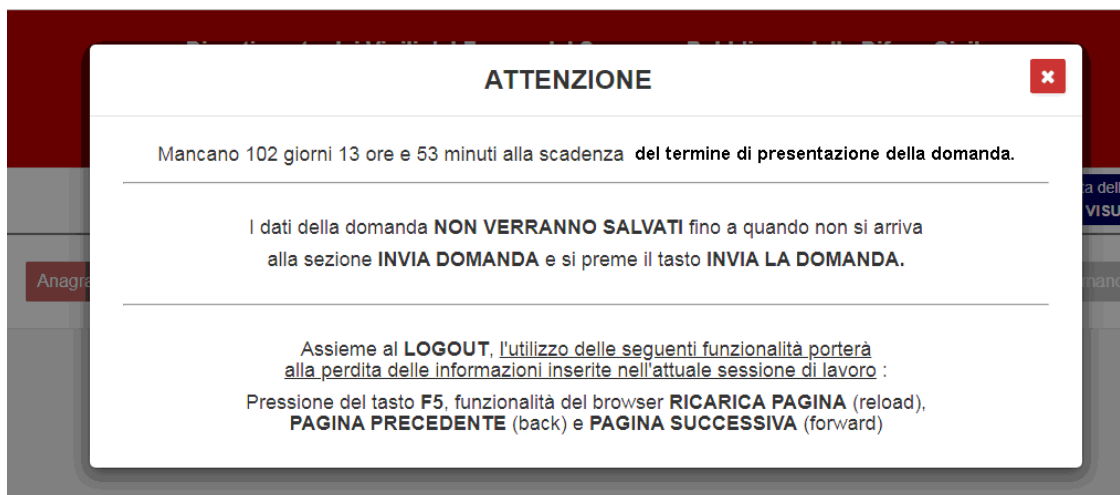 ATTENZIONE
Mancano 102 giorni 13 ore e 53 minuti alla scadenza del termine di presentazione della domanda.
I dati della domanda NON VERRANNO SALVATI fino a quando non si arriva
alla sezione INVIA DOMANDA e si preme il tasto INVIA LA DOMANDA.
Assieme al LOGOUT, l'utilizzo delle seguenti funzionalità porterà
alla perdita delle informazioni inserite nell'attuale sessione di lavoro :
Pressione del tasto F5, funzionalità del browser RICARICA PAGINA (reload),
PAGINA PRECEDENTE (back) e PAGINA SUCCESSIVA (forward)